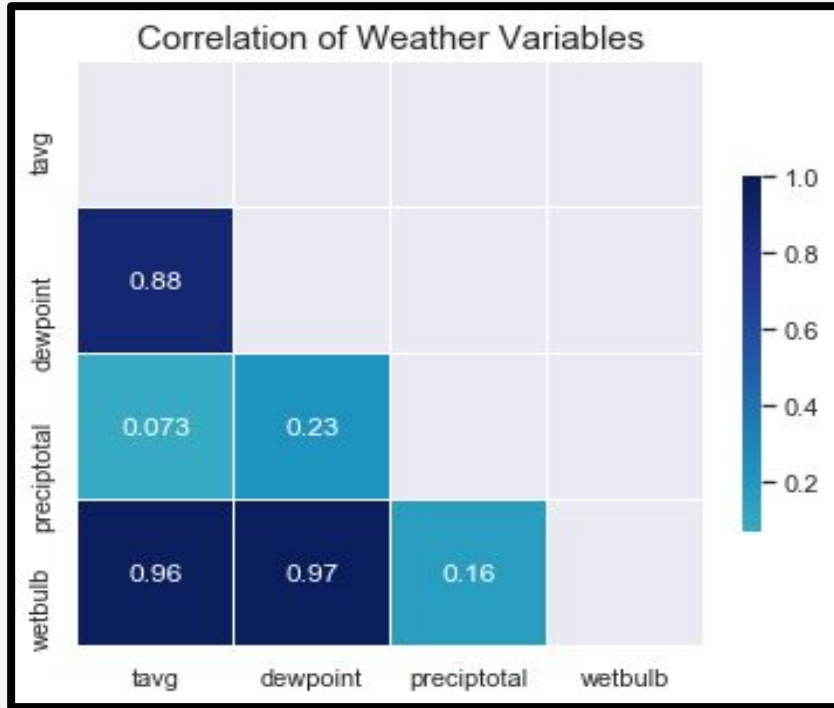 Correlation of Weather Variables
tavg
dewpoint
0.88
preciptotal
0.073 0.23
wetbulb
0.96 0.97 0.16
tavg dewpoint preciptotal wetbulb
1.0
0.8
0.6
0.4
0.2